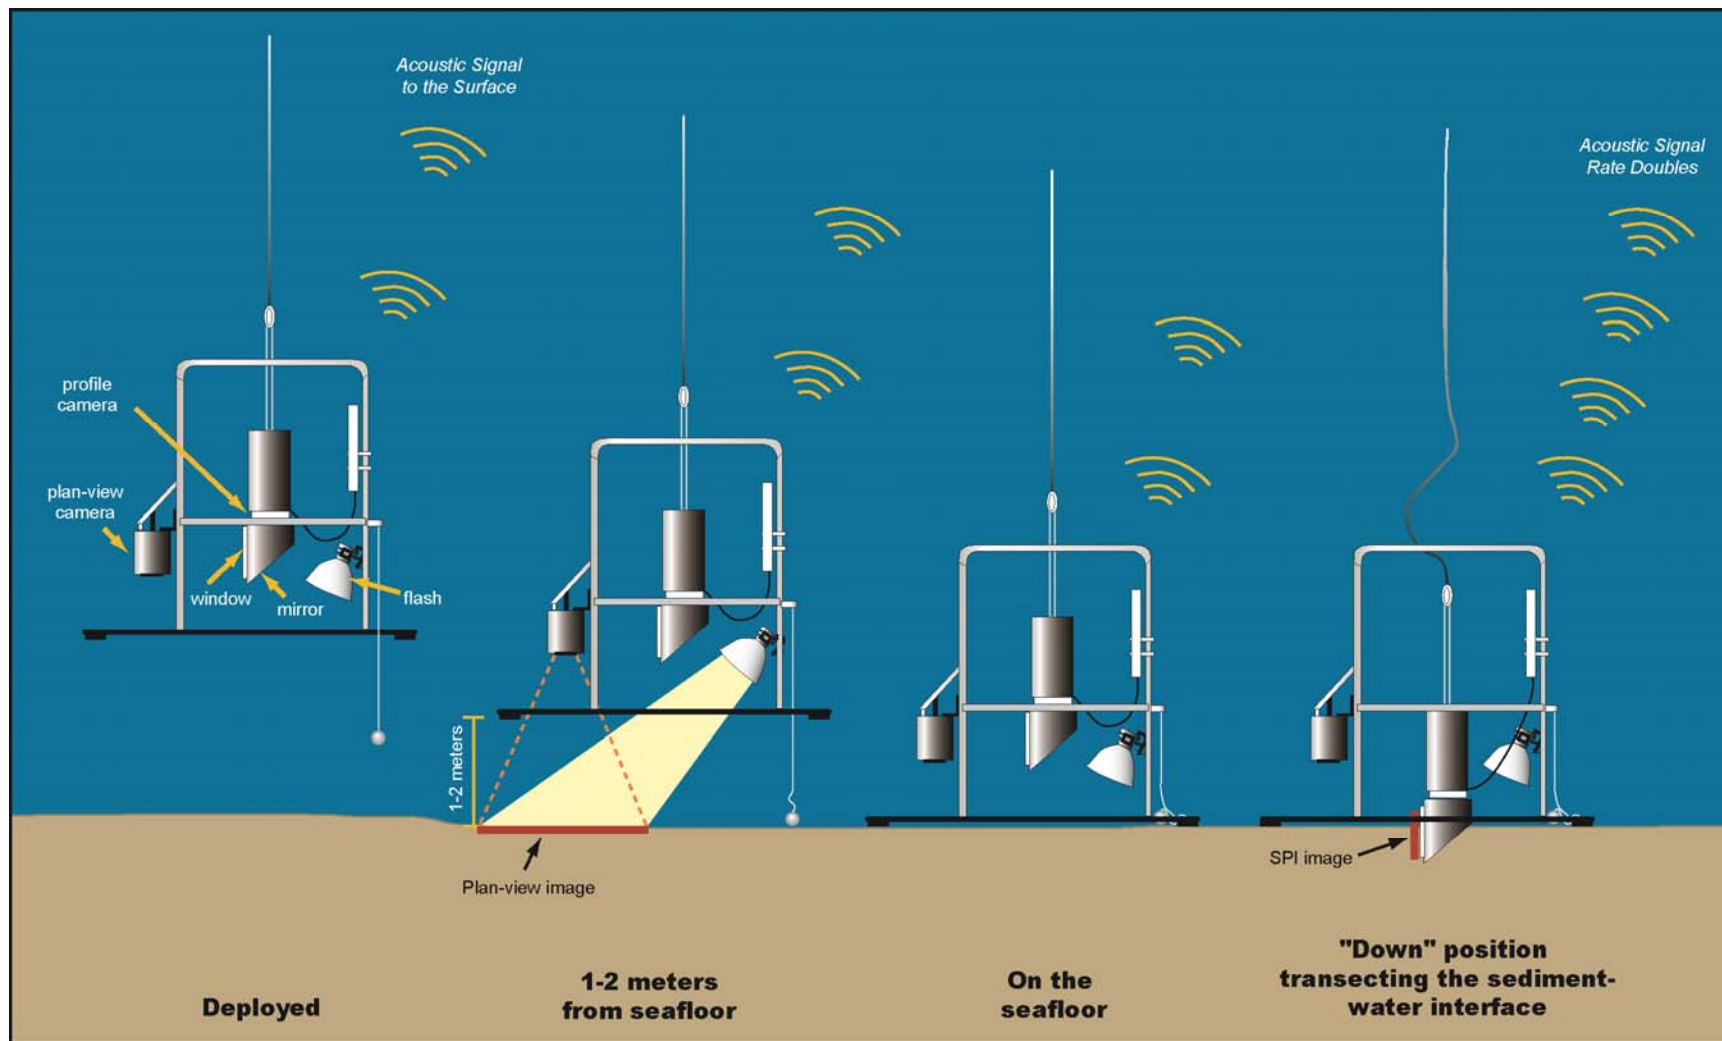 Acoustic Signal
to the Surface
Acoustic Signal
Rate Doubles
profile
camera
plan-view
camera
window
mirror
flash
1-2 meters
Plan-view image
SPI image
Deployed
1-2 meters
from seafloor
On the
seafloor
"Down" position
transecting the sediment-
water interface